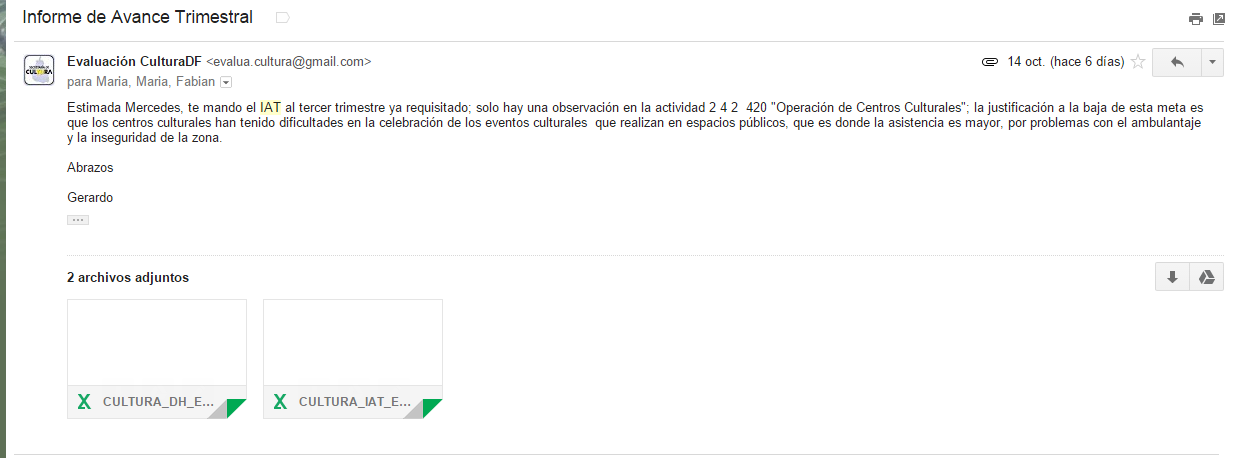 Informe de Avance Trimestral
Evaluación CulturaDF <evalua.cultura@gmail.com>
14 oct. (hace 6 días)
para Maria, Maria, Fabian
Estimada Mercedes, te mando el IAT al tercer trimestre ya requisitado; solo hay una observación en la actividad 2 4 2  420 "Operación de Centros Culturales"; la justificación a la baja de esta meta es
que los centros culturales han tenido dificultades en la celebración de los eventos culturales  que realizan en espacios públicos, que es donde la asistencia es mayor, por problemas con el ambulantaje
y la inseguridad de la zona.
Abrazos
Gerardo
2 archivos adjuntos
CULTURA_DH_E...
CULTURA_IAT_E...